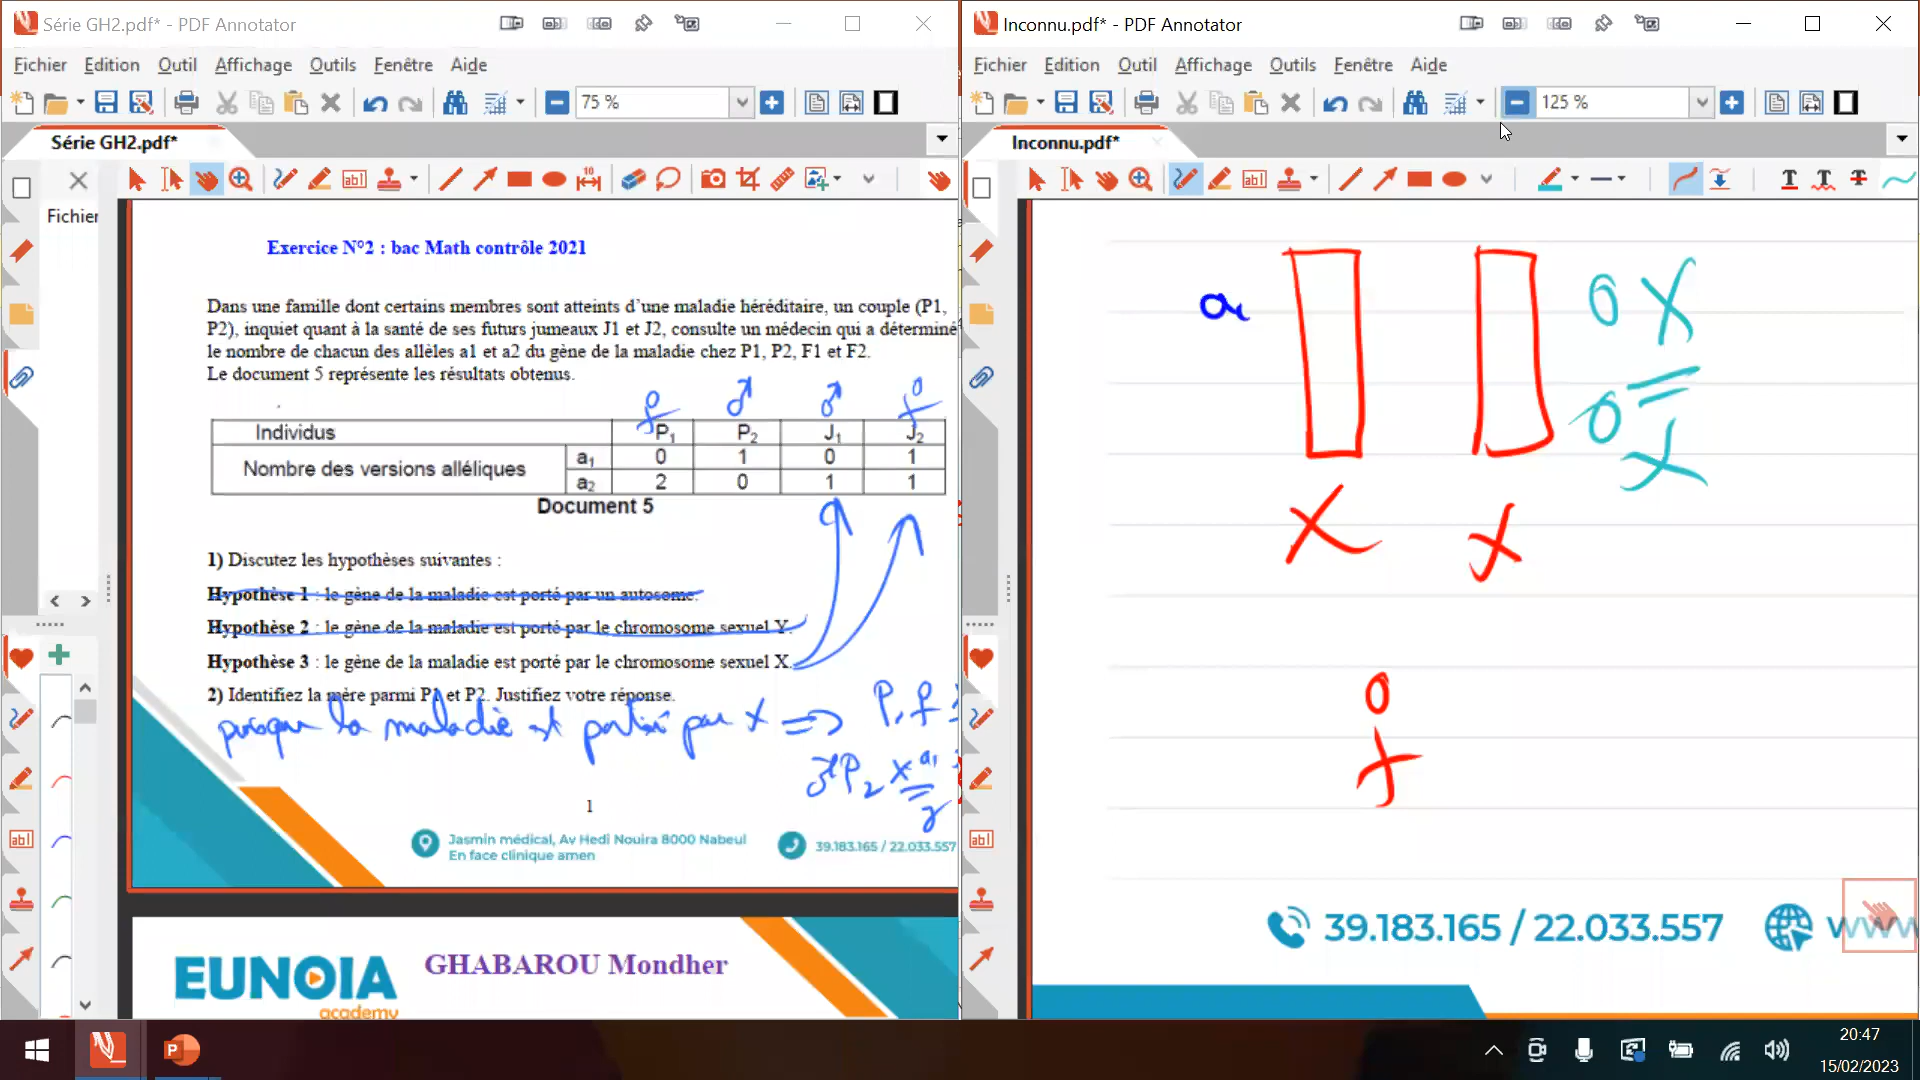 Série GH2.pdf* - PDF Annotator
Fichier Edition Outil Affichage Outils Fenêtre Aide
75 %
Série GH2.pdf*
Fichier
Exercice N°2 : bac Math contrôle 2021
Dans une famille dont certains membres sont atteints d'une maladie héréditaire, un couple (P1,
P2), inquiet quant à la santé de ses futurs jumeaux J1 et J2, consulte un médecin qui a déterminé
le nombre de chacun des allèles a1 et a2 du gène de la maladie chez P1, P2, F1 et F2.
Le document 5 représente les résultats obtenus.
♀ ♂ ♂ ♀
Individus P1 P2 J1 J2
Nombre des versions alléliques a1 0 1 0 1
a2 2 0 1 1
Document 5
1) Discutez les hypothèses suivantes :
Hypothèse 1 : le gène de la maladie est porté par un autosome.
Hypothèse 2 : le gène de la maladie est porté par le chromosome sexuel Y.
Hypothèse 3 : le gène de la maladie est porté par le chromosome sexuel X.
2) Identifiez la mère parmi P1 et P2. Justifiez votre réponse.
puisque la maladie est portée par X => P1 ♀
♂ P2 X a1
y
1
Jasmin médical, Av Hedi Nouira 8000 Nabeul
En face clinique amen
39.183.165 / 22.033.557
EUNOIA
academy
GHABAROU Mondher
Inconnu.pdf* - PDF Annotator
Fichier Edition Outil Affichage Outils Fenêtre Aide
125 %
Inconnu.pdf*
a
0 X
0 X
X X
♀
39.183.165 / 22.033.557
www
20:47
15/02/2023